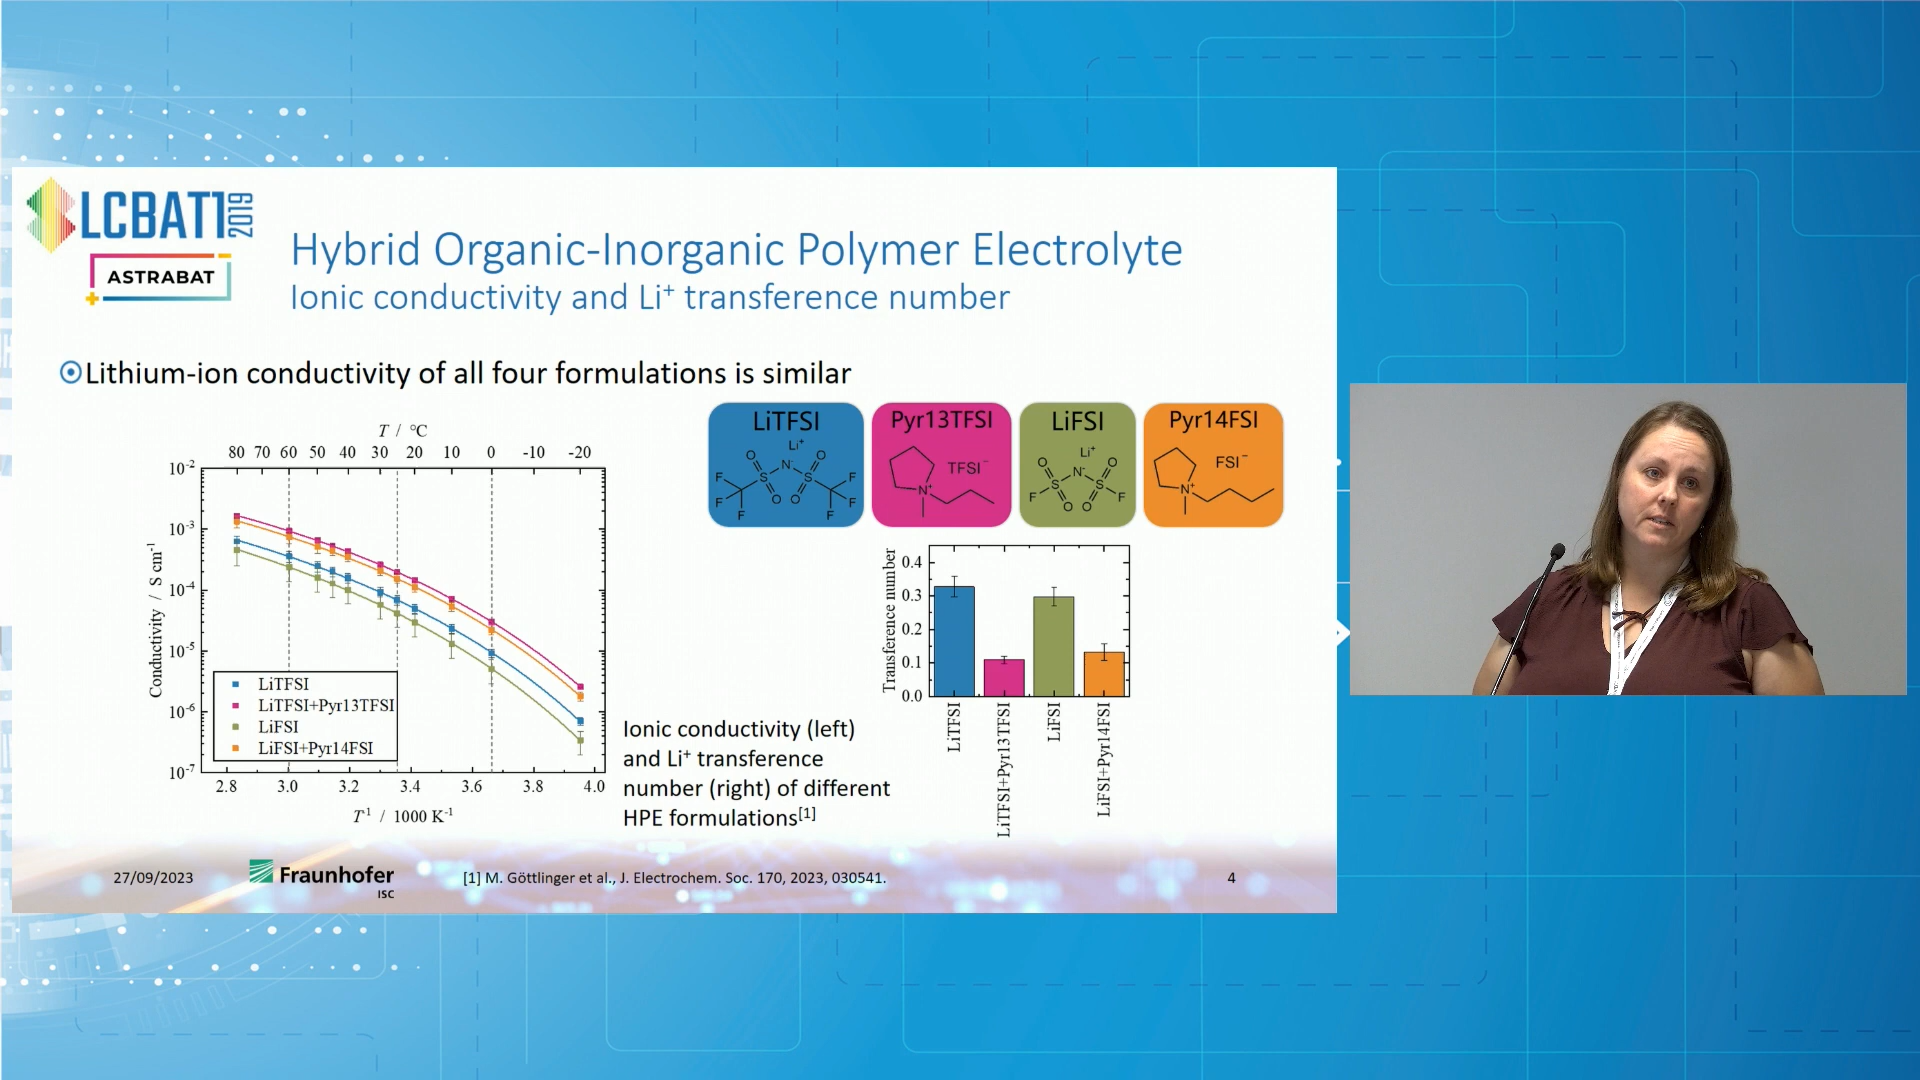 LCBAT1
2019
ASTRABAT
Hybrid Organic-Inorganic Polymer Electrolyte
Ionic conductivity and Li+ transference number
Lithium-ion conductivity of all four formulations is similar
T / °C
80 70 60 50 40 30 20 10 0 -10 -20
10-2
10-3
10-4
10-5
10-6
10-7
Conductivity / S cm-1
LiTFSI
LiTFSI+Pyr13TFSI
LiFSI
LiFSI+Pyr14FSI
2.8 3.0 3.2 3.4 3.6 3.8 4.0
T-1 / 1000 K-1
LiTFSI
Li+
O O
N-
F S S F
F O O F
F F
Pyr13TFSI
TFSI−
N+
LiFSI
Li+
O O
N-
S S
F F
O O
Pyr14FSI
FSI−
N+
Transference number
0.4
0.3
0.2
0.1
0.0
LiTFSI
LiTFSI+Pyr13TFSI
LiFSI
LiFSI+Pyr14FSI
Ionic conductivity (left)
and Li+ transference
number (right) of different
HPE formulations[1]
27/09/2023
Fraunhofer
ISC
[1] M. Göttlinger et al., J. Electrochem. Soc. 170, 2023, 030541.
4